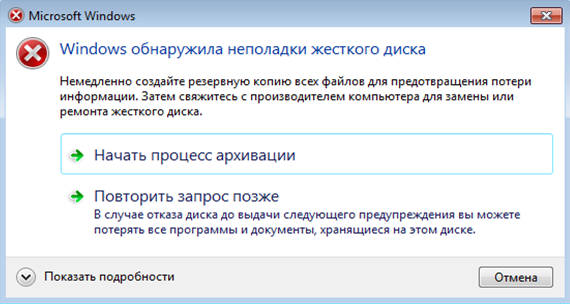 Microsoft Windows
Windows обнаружила неполадки жесткого диска
Немедленно создайте резервную копию всех файлов для предотвращения потери
информации. Затем свяжитесь с производителем компьютера для замены или
ремонта жесткого диска.
Начать процесс архивации
Повторить запрос позже
В случае отказа диска до выдачи следующего предупреждения вы можете
потерять все программы и документы, хранящиеся на этом диске.
Показать подробности
Отмена